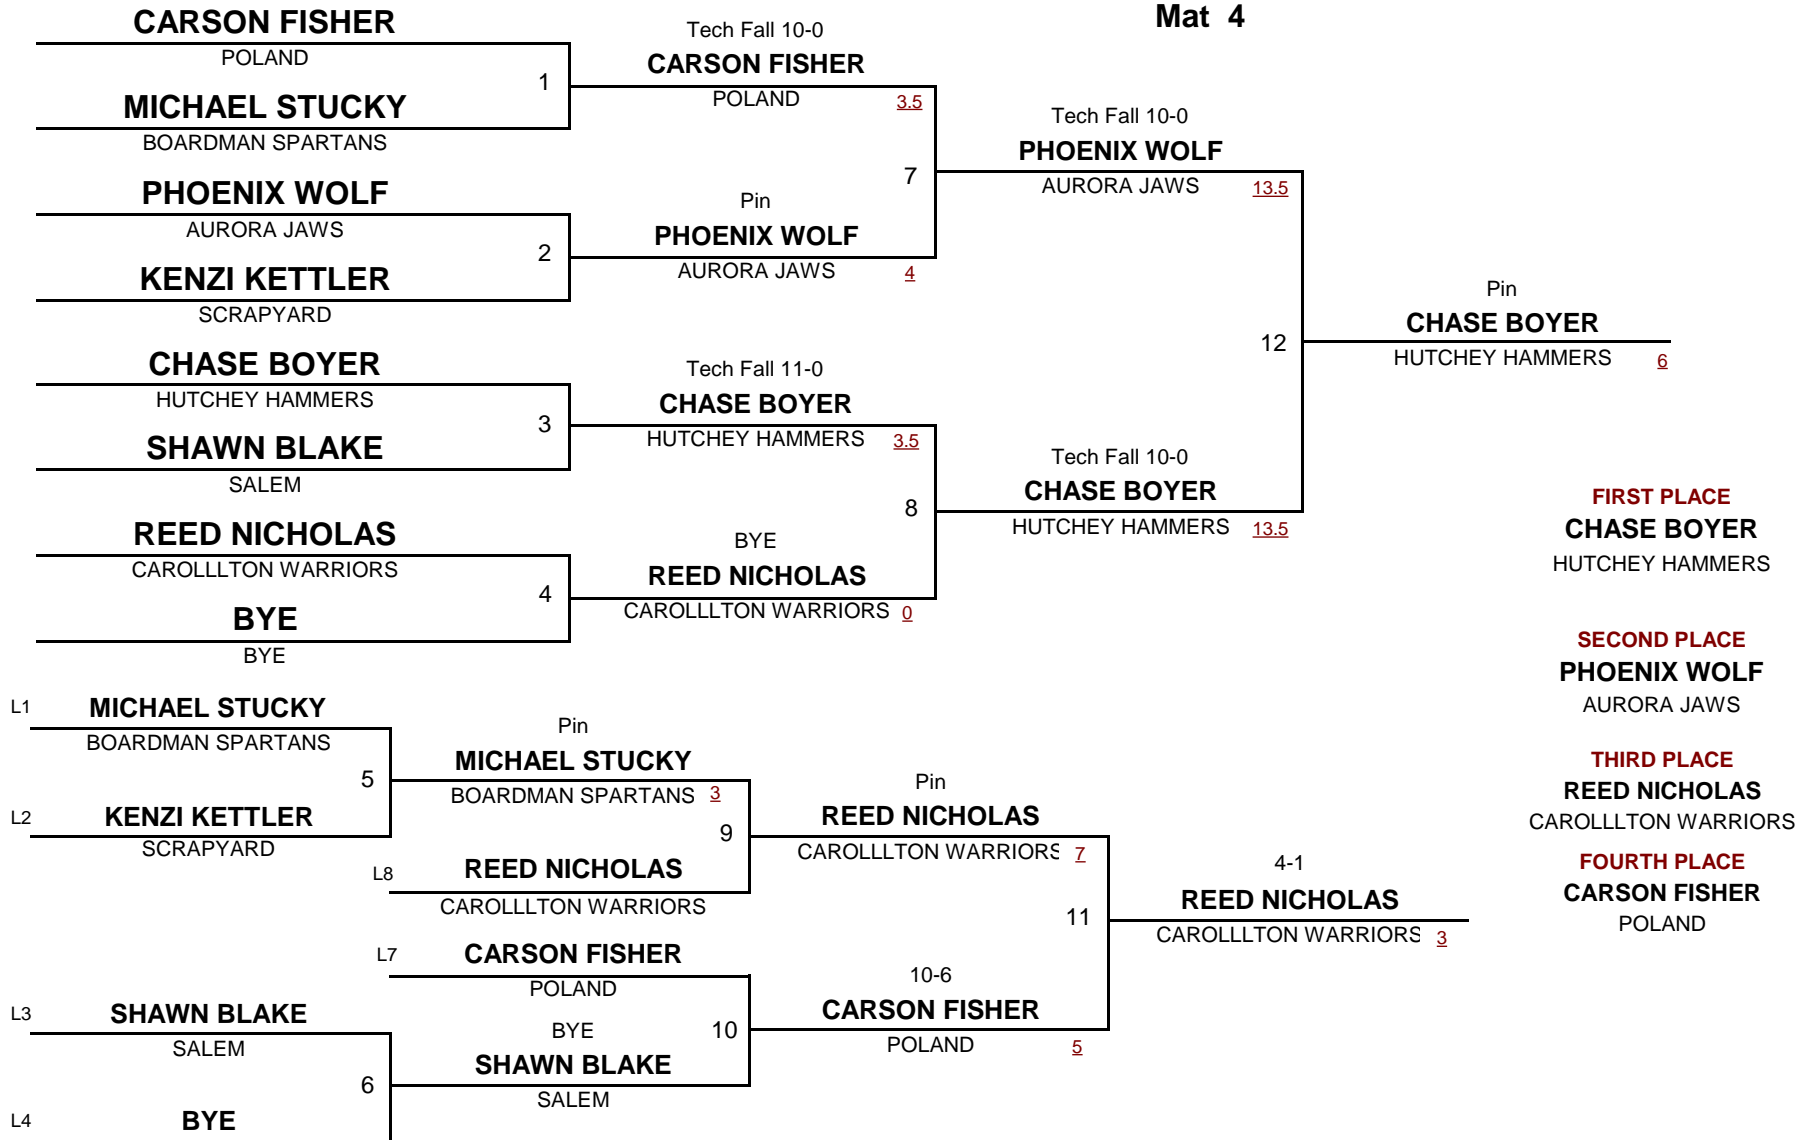 Mat 4
CARSON FISHER
POLAND
1
MICHAEL STUCKY
BOARDMAN SPARTANS
PHOENIX WOLF
AURORA JAWS
2
KENZI KETTLER
SCRAPYARD
CHASE BOYER
HUTCHEY HAMMERS
3
SHAWN BLAKE
SALEM
REED NICHOLAS
CAROLLLTON WARRIORS
4
BYE
BYE
Tech Fall 10-0
CARSON FISHER
POLAND 3.5
7
Pin
PHOENIX WOLF
AURORA JAWS 4
Tech Fall 11-0
CHASE BOYER
HUTCHEY HAMMERS 3.5
8
BYE
REED NICHOLAS
CAROLLLTON WARRIORS 0
Tech Fall 10-0
PHOENIX WOLF
AURORA JAWS 13.5
12
Tech Fall 10-0
CHASE BOYER
HUTCHEY HAMMERS 13.5
Pin
CHASE BOYER
HUTCHEY HAMMERS 6
FIRST PLACE
CHASE BOYER
HUTCHEY HAMMERS
SECOND PLACE
PHOENIX WOLF
AURORA JAWS
THIRD PLACE
REED NICHOLAS
CAROLLLTON WARRIORS
FOURTH PLACE
CARSON FISHER
POLAND
L1 MICHAEL STUCKY
BOARDMAN SPARTANS
5
L2 KENZI KETTLER
SCRAPYARD
L3 SHAWN BLAKE
SALEM
6
L4 BYE
Pin
MICHAEL STUCKY
BOARDMAN SPARTANS 3
9
L8 REED NICHOLAS
CAROLLLTON WARRIORS
L7 CARSON FISHER
POLAND
10
BYE
SHAWN BLAKE
SALEM
Pin
REED NICHOLAS
CAROLLLTON WARRIORS 7
11
10-6
CARSON FISHER
POLAND 5
4-1
REED NICHOLAS
CAROLLLTON WARRIORS 3